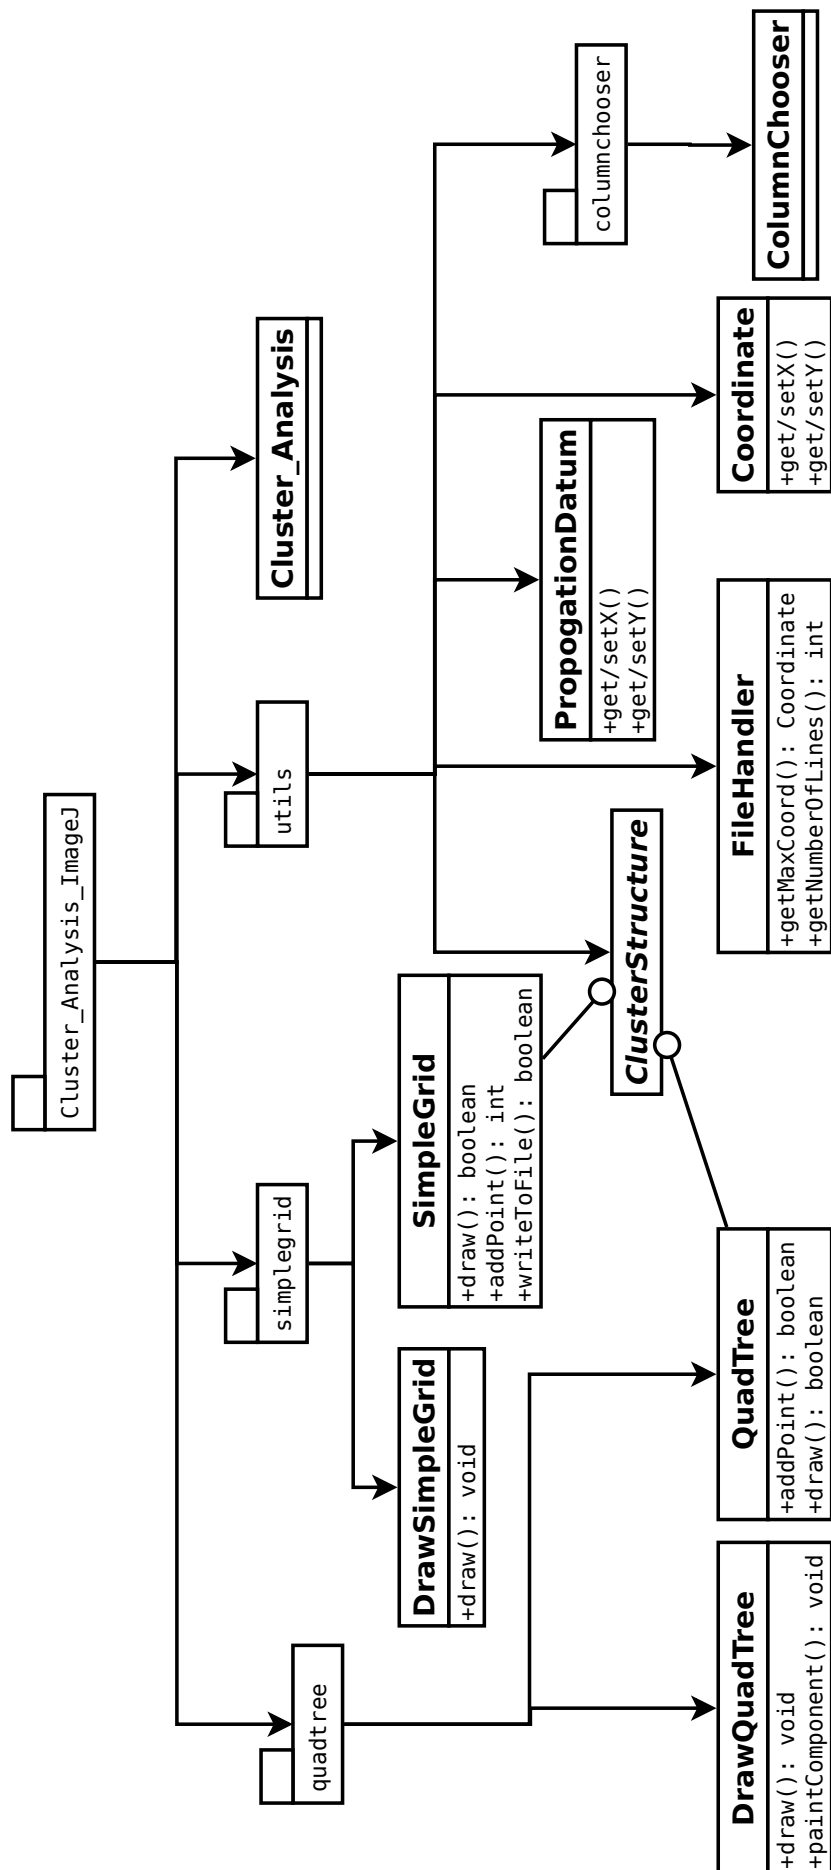 Cluster_Analysis_ImageJ
quadtree
simplegrid
utils
Cluster_Analysis
DrawSimpleGrid
+draw(): void
SimpleGrid
+draw(): boolean
+addPoint(): int
+writeToFile(): boolean
PropogationDatum
+get/setX()
+get/setY()
columnchooser
ClusterStructure
DrawQuadTree
+draw(): void
+paintComponent(): void
QuadTree
+addPoint(): boolean
+draw(): boolean
FileHandler
+getMaxCoord(): Coordinate
+getNumberOfLines(): int
Coordinate
+get/setX()
+get/setY()
ColumnChooser